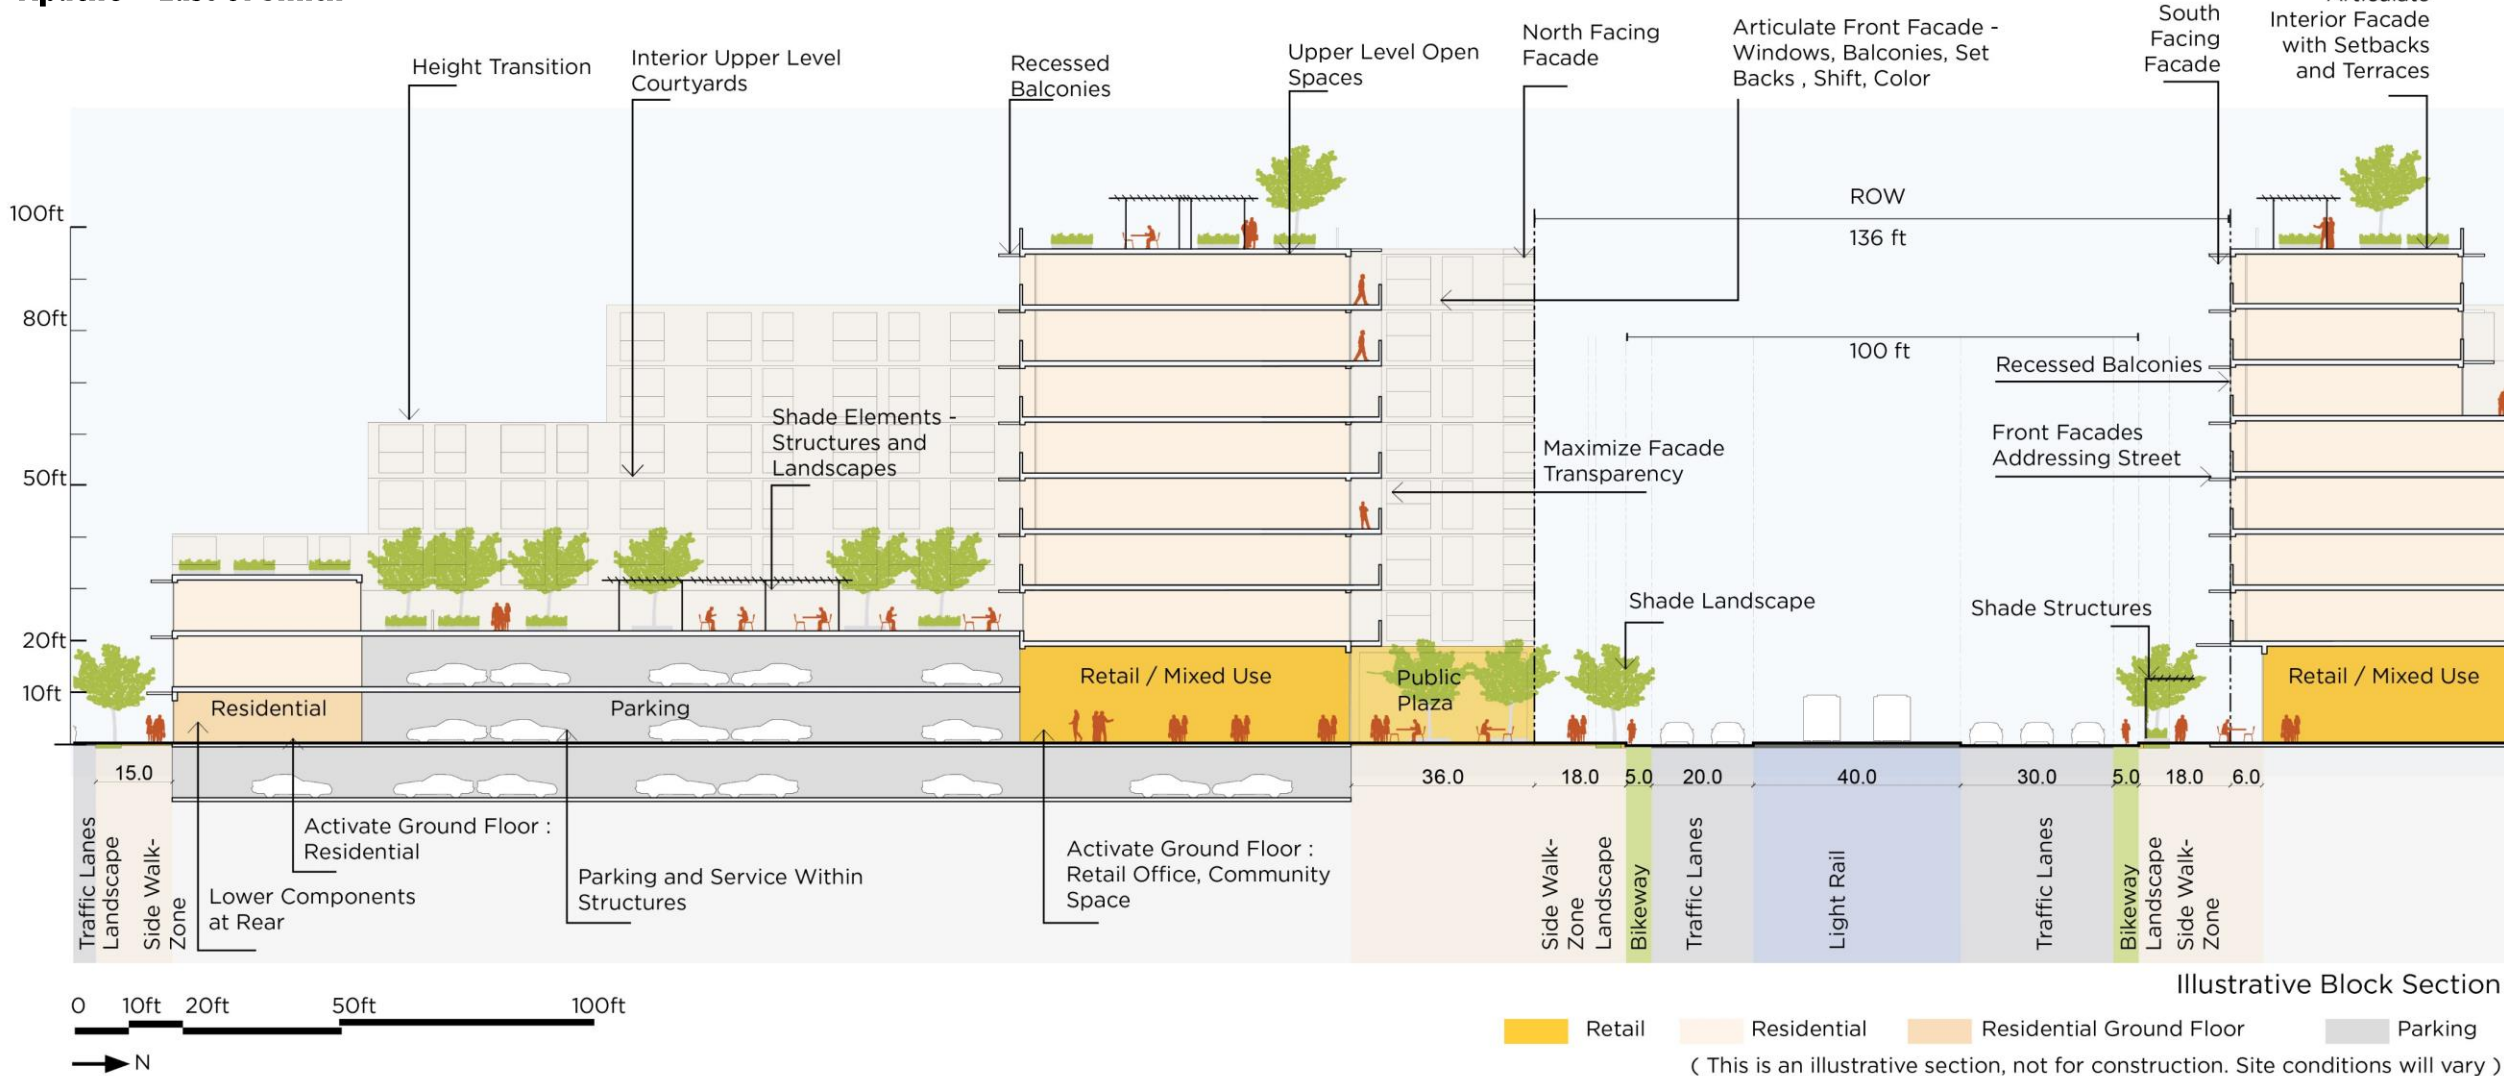 Height Transition
Interior Upper Level
Courtyards
Recessed
Balconies
Upper Level Open
Spaces
North Facing
Facade
Articulate Front Facade -
Windows, Balconies, Set
Backs , Shift, Color
South
Facing
Facade
Interior Facade
with Setbacks
and Terraces
ROW
136 ft
100 ft
100ft
80ft
50ft
20ft
10ft
Shade Elements -
Structures and
Landscapes
Maximize Facade
Transparency
Recessed Balconies
Front Facades
Addressing Street
Shade Landscape
Shade Structures
Residential
Parking
Retail / Mixed Use
Public
Plaza
Retail / Mixed Use
15.0
36.0
18.0
5.0
20.0
40.0
30.0
5.0
18.0
6.0
Traffic Lanes
Landscape
Side Walk-
Zone
Activate Ground Floor :
Residential
Lower Components
at Rear
Parking and Service Within
Structures
Activate Ground Floor :
Retail Office, Community
Space
Side Walk-
Zone
Landscape
Bikeway
Traffic Lanes
Light Rail
Traffic Lanes
Bikeway
Landscape
Side Walk-
Zone
0 10ft 20ft 50ft 100ft
N
Illustrative Block Section
Retail
Residential
Residential Ground Floor
Parking
( This is an illustrative section, not for construction. Site conditions will vary )